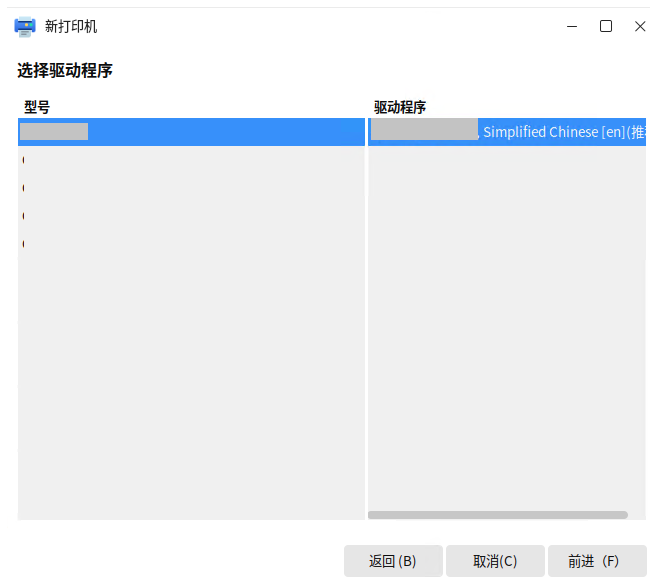 新打印机
选择驱动程序
型号
驱动程序
, Simplified Chinese [en](推
返回 (B)
取消(C)
前进（F）